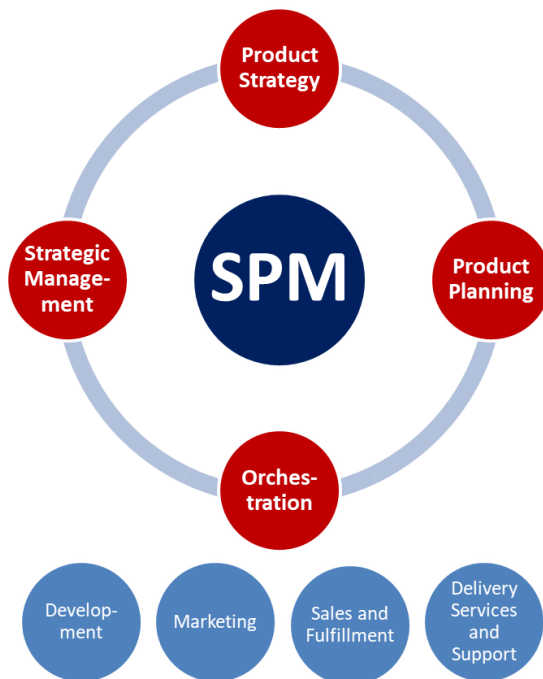 Product
Strategy
Strategic
Manage-
ment
SPM
Product
Planning
Orches-
tration
Develop-
ment
Marketing
Sales and
Fulfillment
Delivery
Services
and
Support